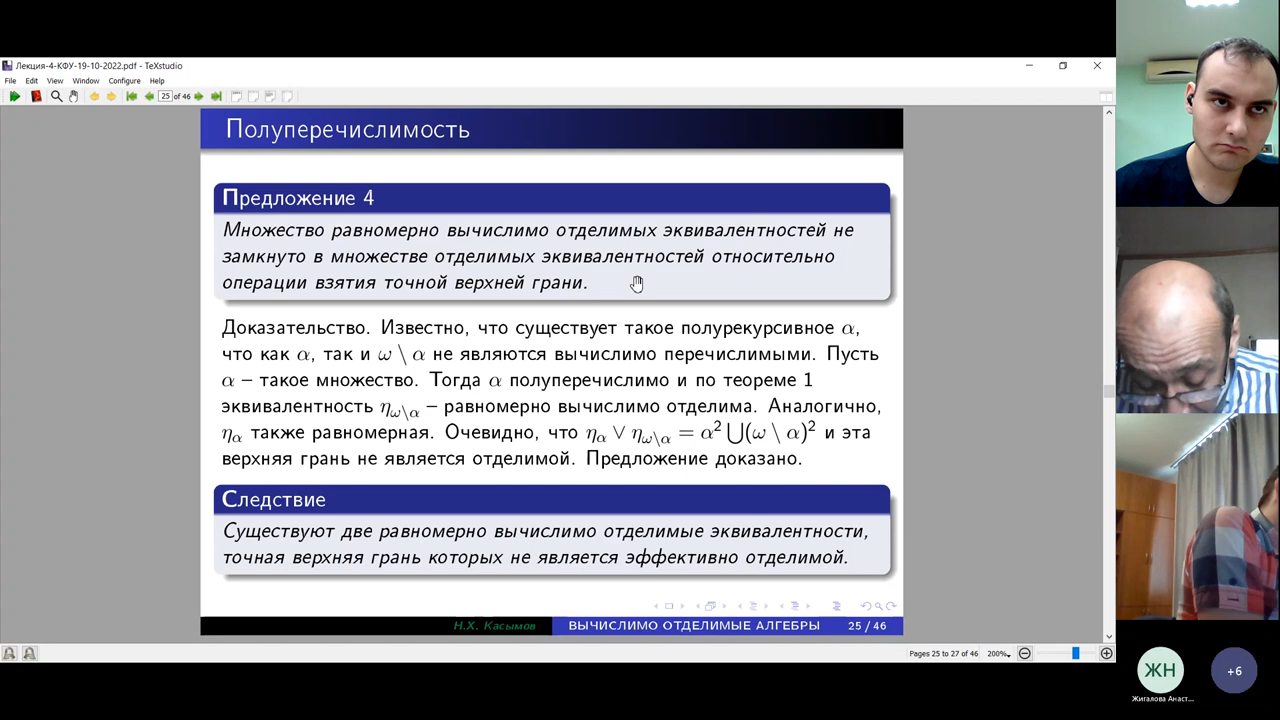 Лекция-4-КФУ-19-10-2022.pdf - TeXstudio
File Edit View Window Configure Help
25 of 46
Полуперечислимость
Предложение 4
Множество равномерно вычислимо отделимых эквивалентностей не
замкнуто в множестве отделимых эквивалентностей относительно
операции взятия точной верхней грани.
Доказательство. Известно, что существует такое полурекурсивное α,
что как α, так и ω \ α не являются вычислимо перечислимыми. Пусть
α – такое множество. Тогда α полуперечислимо и по теореме 1
эквивалентность η_{ω\α} – равномерно вычислимо отделима. Аналогично,
η_α также равномерная. Очевидно, что η_α ∨ η_{ω\α} = α² ⋃(ω \ α)² и эта
верхняя грань не является отделимой. Предложение доказано.
Следствие
Существуют две равномерно вычислимо отделимые эквивалентности,
точная верхняя грань которых не является эффективно отделимой.
Н.Х. Касымов ВЫЧИСЛИМО ОТДЕЛИМЫЕ АЛГЕБРЫ 25 / 46
Pages 25 to 27 of 46 200%
ЖН
+6
Жигалова Анаст...